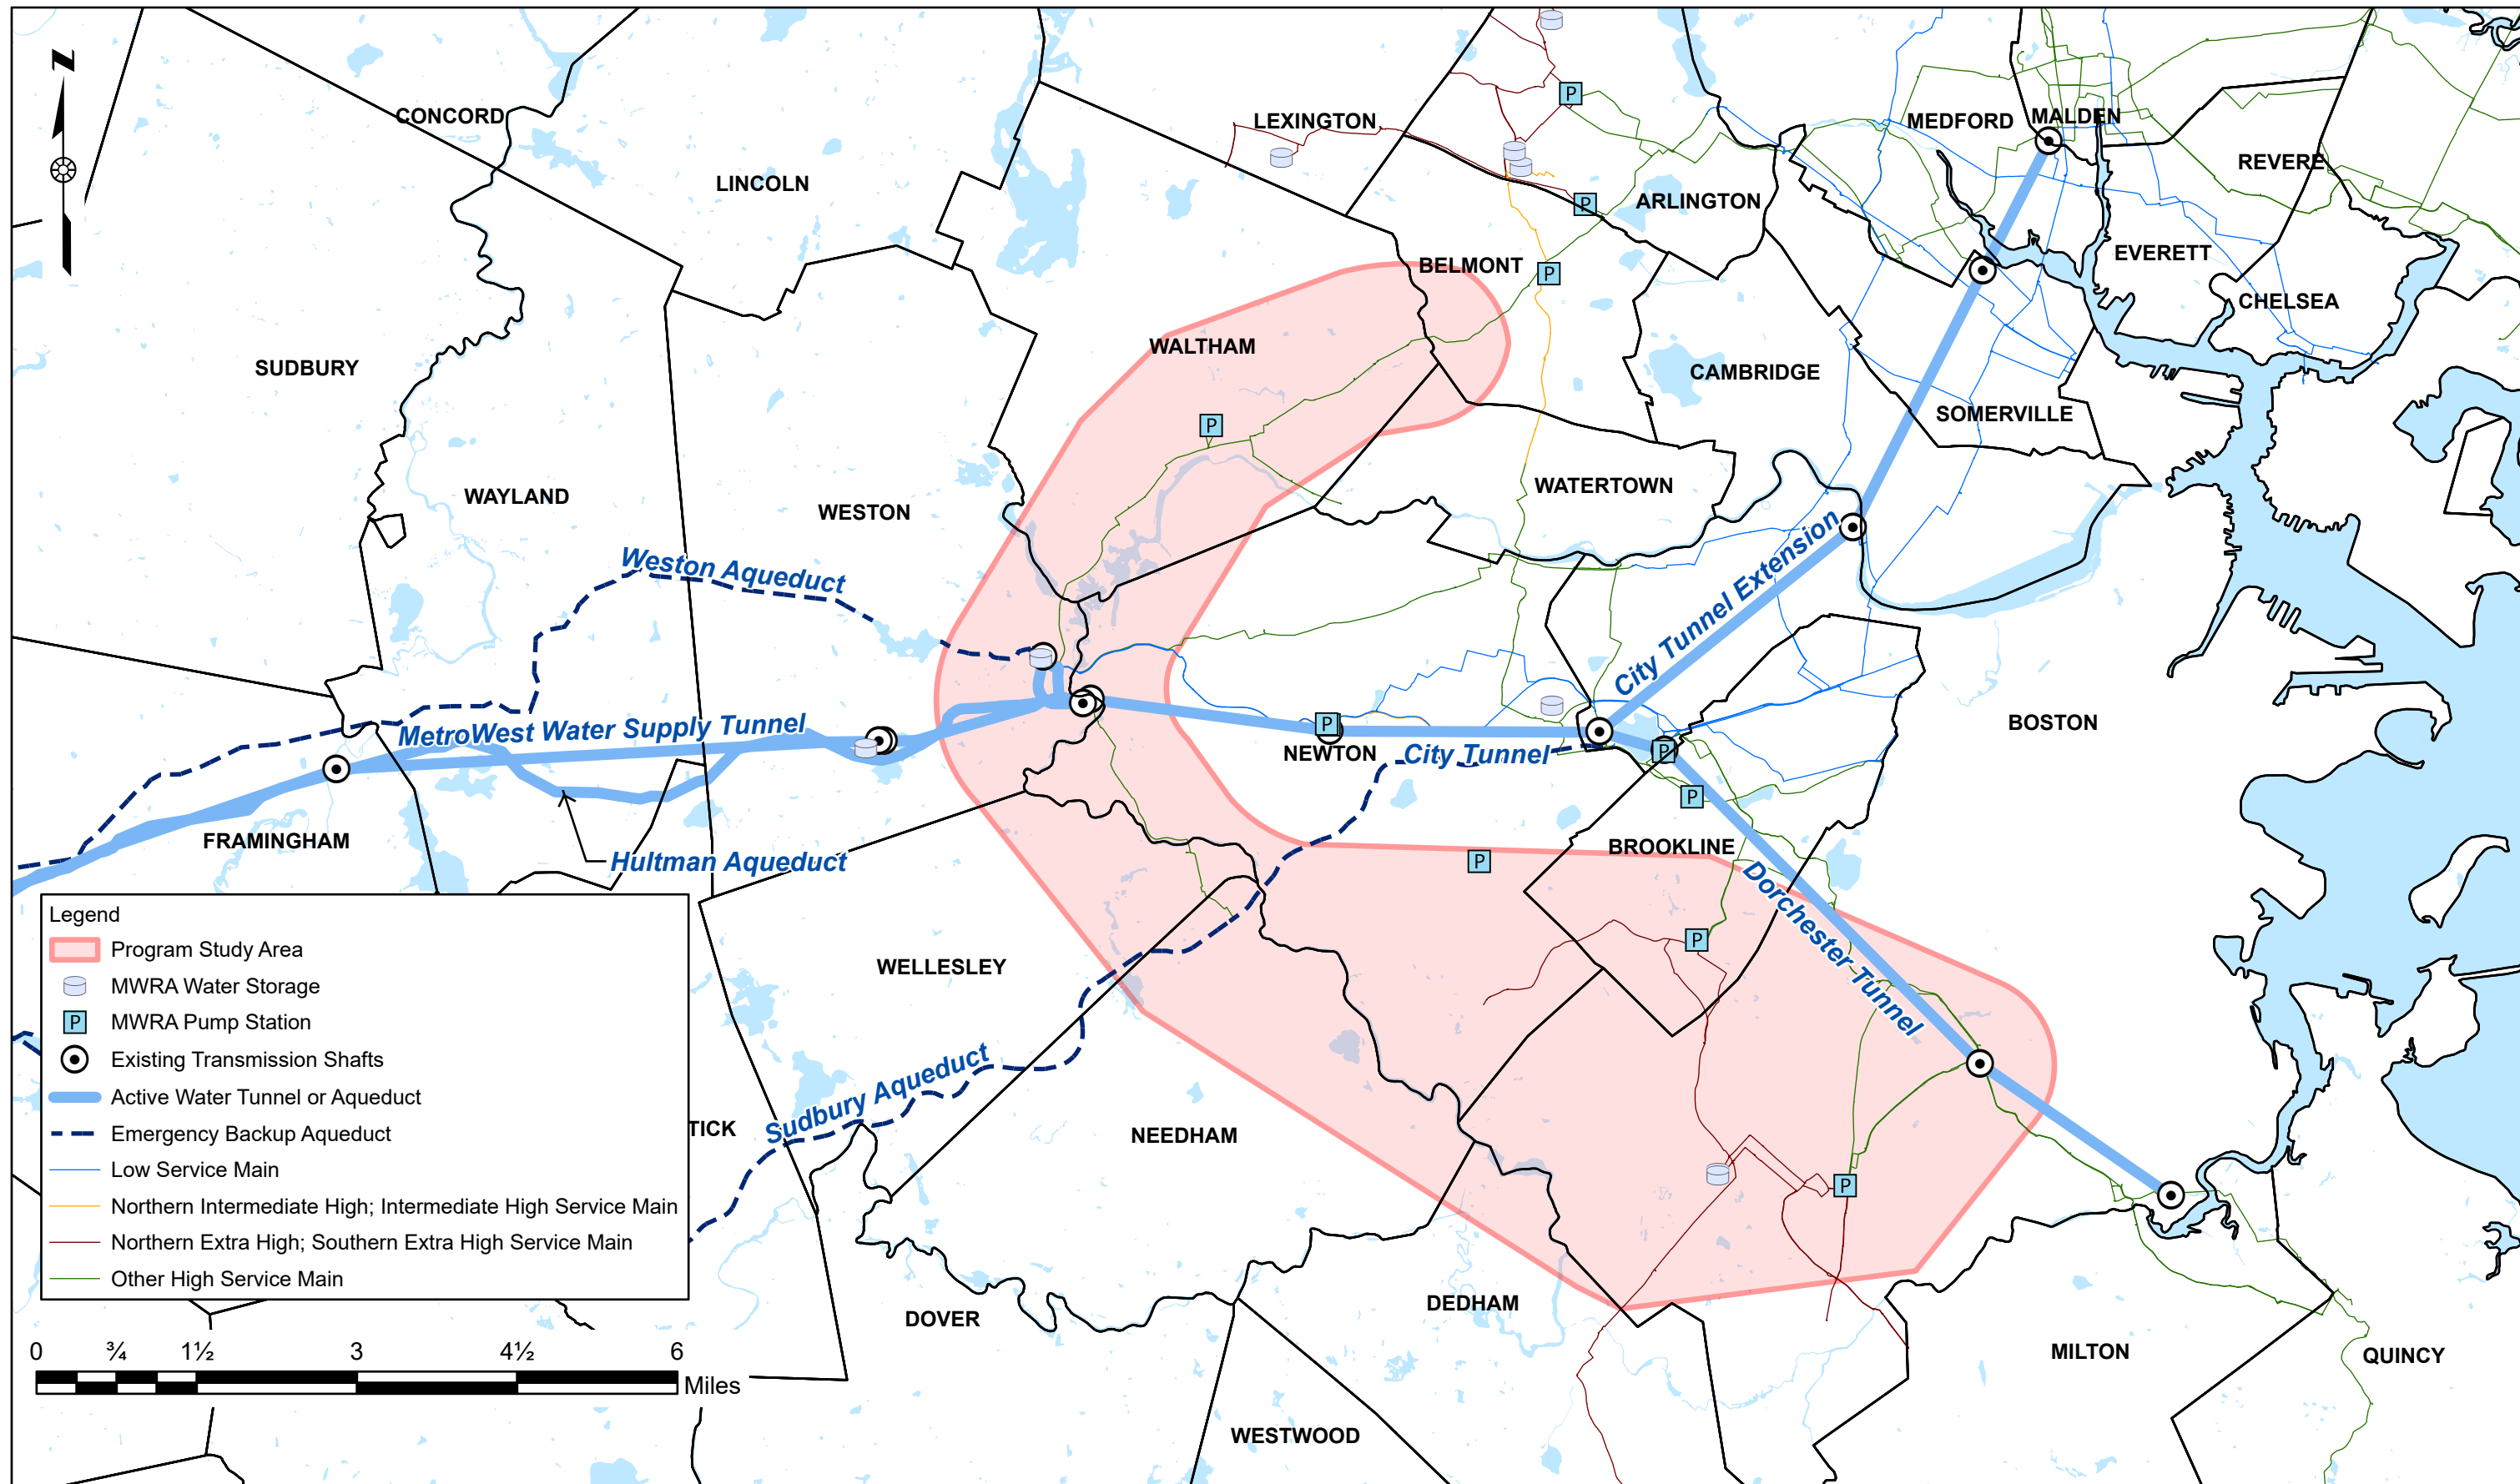 N
CONCORD
LEXINGTON
MEDFORD
MALDEN
LINCOLN
ARLINGTON
REVERE
BELMONT
EVERETT
CHELSEA
SUDBURY
WALTHAM
CAMBRIDGE
SOMERVILLE
WAYLAND
WESTON
WATERTOWN
Weston Aqueduct
City Tunnel Extension
MetroWest Water Supply Tunnel
NEWTON
City Tunnel
BOSTON
FRAMINGHAM
Hultman Aqueduct
BROOKLINE
Dorchester Tunnel
WELLESLEY
Sudbury Aqueduct
TICK
NEEDHAM
DOVER
DEDHAM
MILTON
QUINCY
WESTWOOD
P
P
P
P
P
P
P
P
P
P
Legend
Program Study Area
MWRA Water Storage
P MWRA Pump Station
Existing Transmission Shafts
Active Water Tunnel or Aqueduct
Emergency Backup Aqueduct
Low Service Main
Northern Intermediate High; Intermediate High Service Main
Northern Extra High; Southern Extra High Service Main
Other High Service Main
0 ¾ 1½ 3 4½ 6
Miles